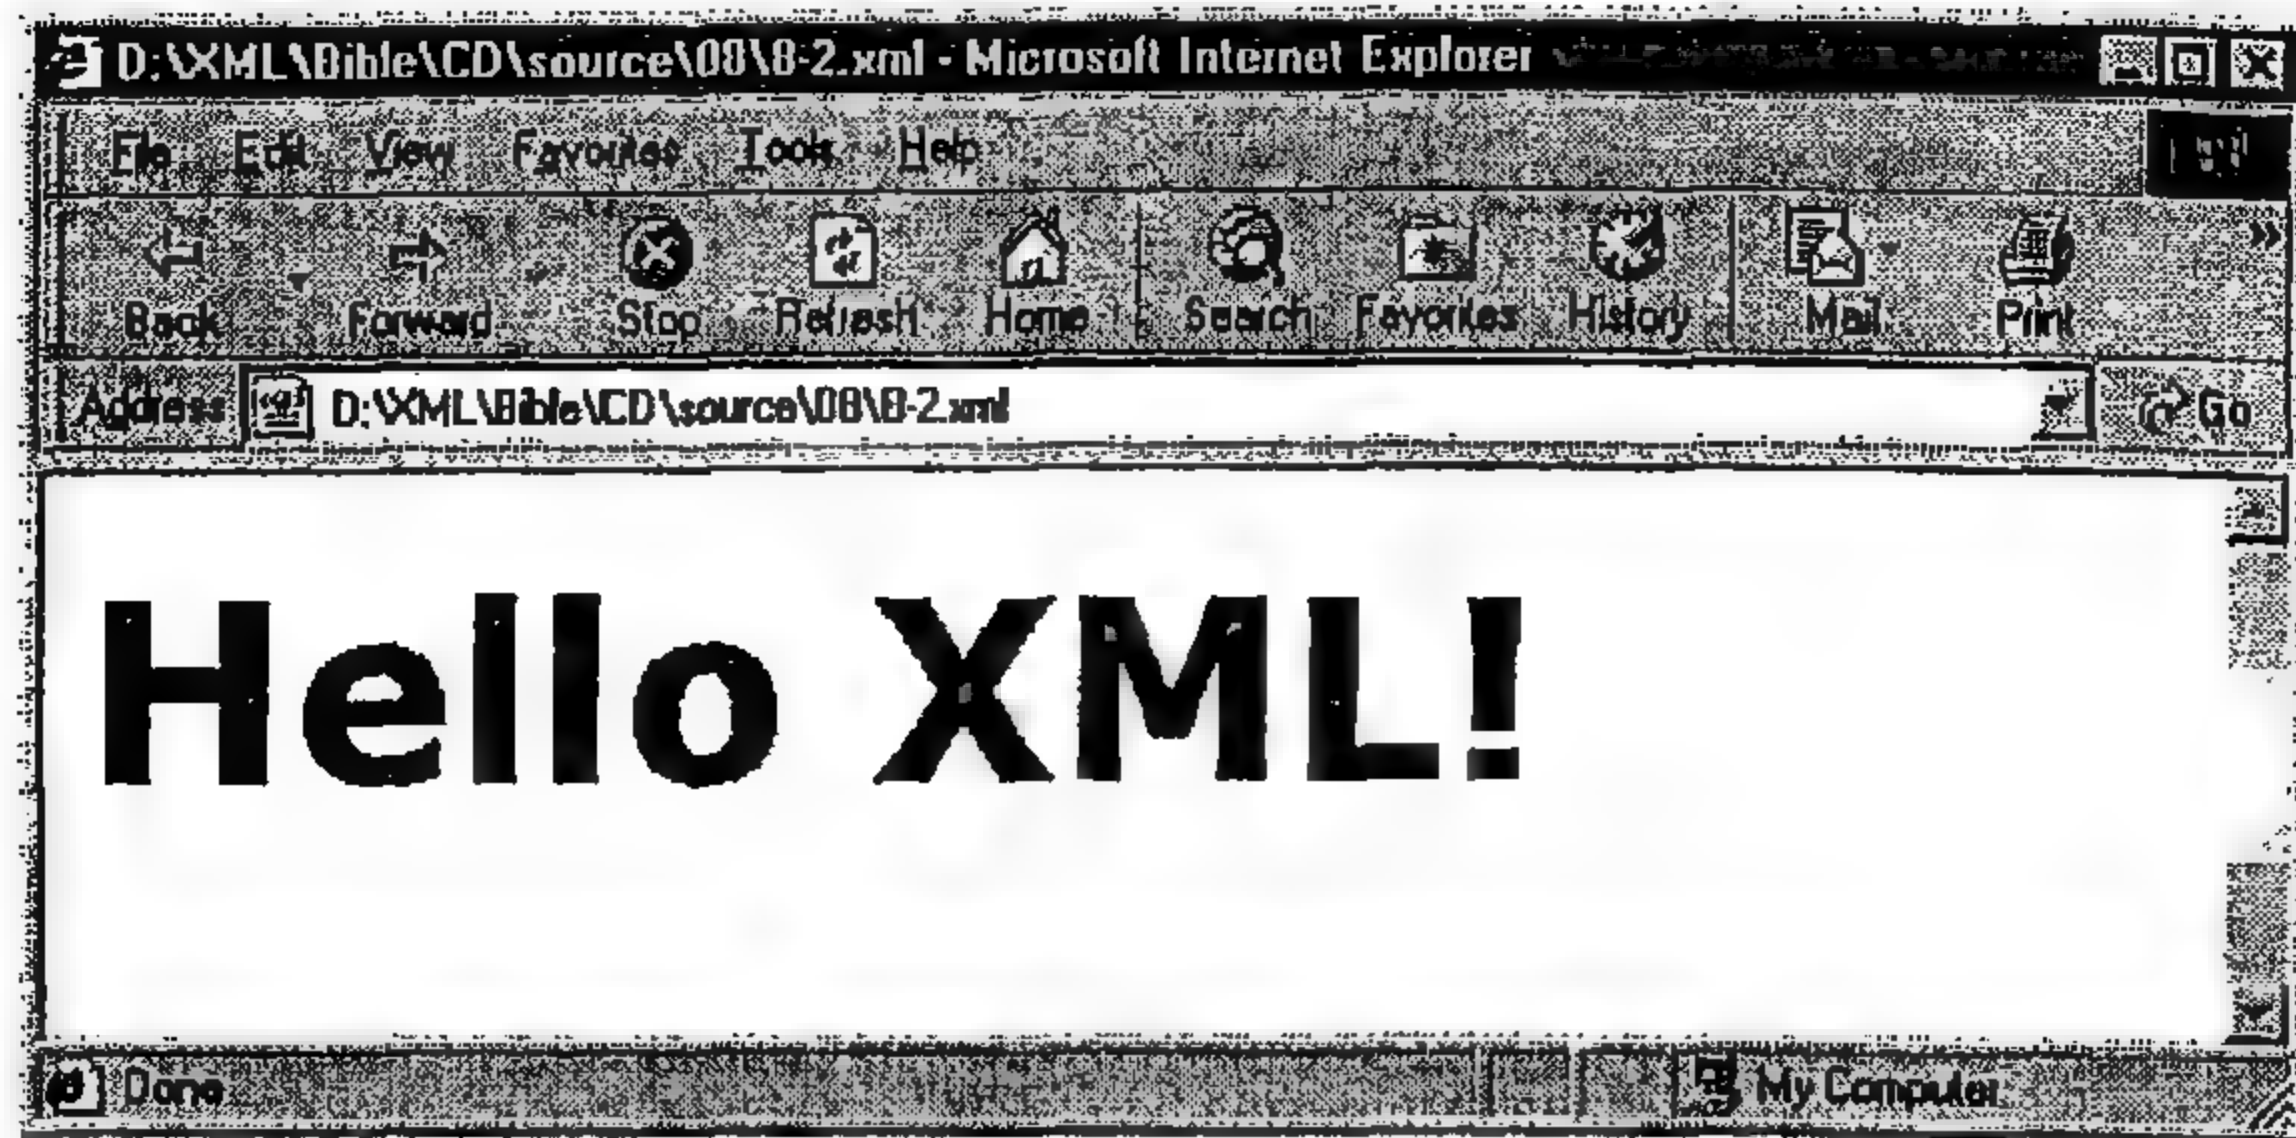 D:\XML\Bible\CD\source\08\8-2.xml - Microsoft Internet Explorer
File Edit View Favorites Tools Help
Back Forward Stop Refresh Home Search Favorites History Mail Print
Address D:\XML\Bible\CD\source\08\8-2.xml Go
Hello XML!
Done My Computer